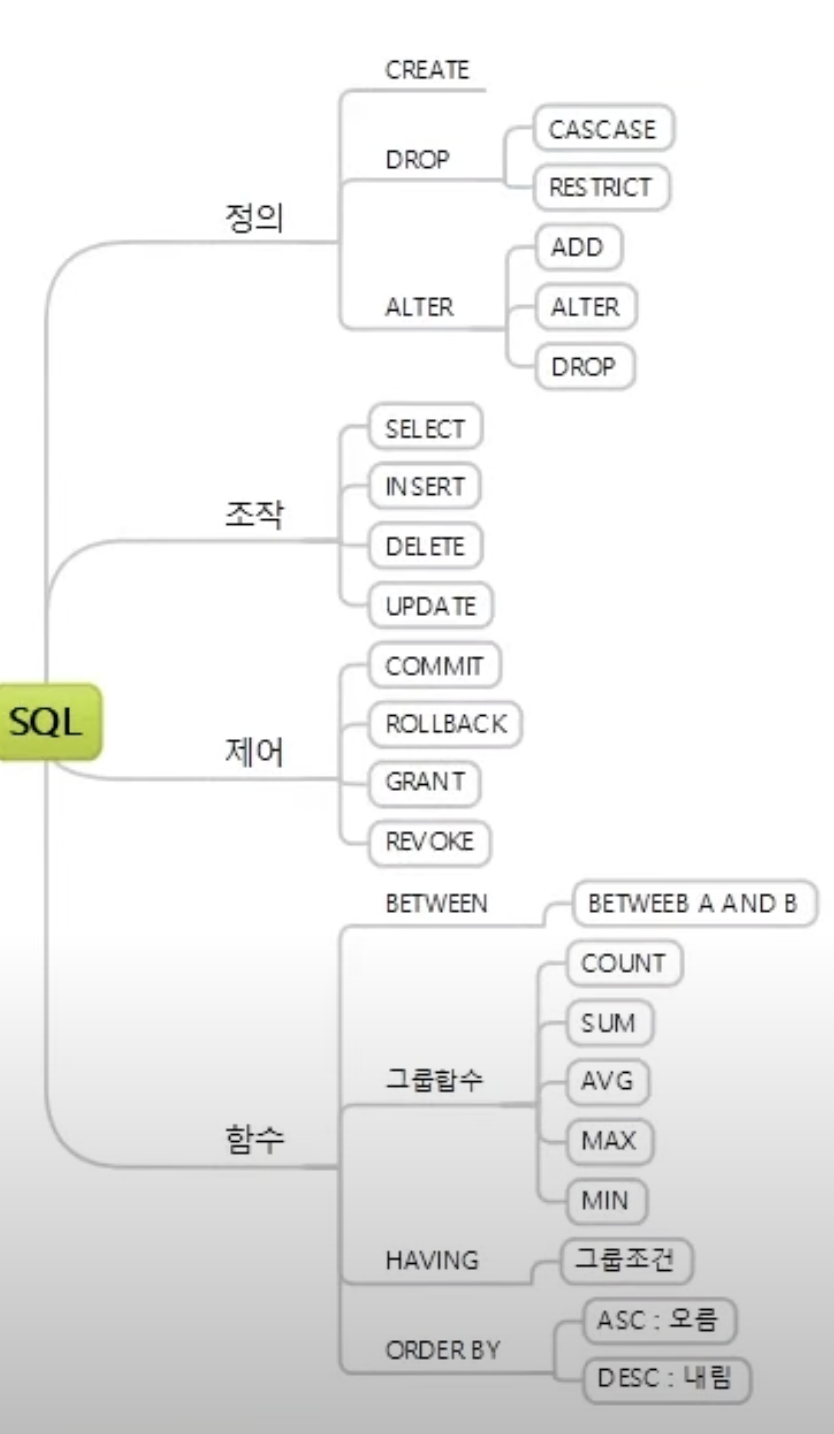 SQL
정의
CREATE
DROP
CASCASE
RESTRICT
ALTER
ADD
ALTER
DROP
조작
SELECT
INSERT
DELETE
UPDATE
제어
COMMIT
ROLLBACK
GRANT
REVOKE
함수
BETWEEN
BETWEEB A AND B
그룹합수
COUNT
SUM
AVG
MAX
MIN
HAVING
그룹조건
ORDER BY
ASC : 오름
DESC : 내림